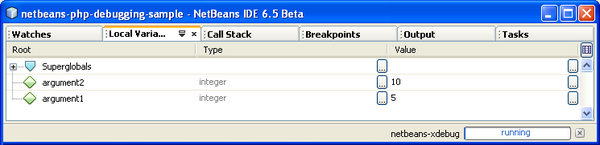 netbeans-php-debugging-sample - NetBeans IDE 6.5 Beta
Watches Local Varia... Call Stack Breakpoints Output Tasks
Root Type Value
Superglobals ... ...
argument2 integer ... 10 ...
argument1 integer ... 5 ...
netbeans-xdebug running